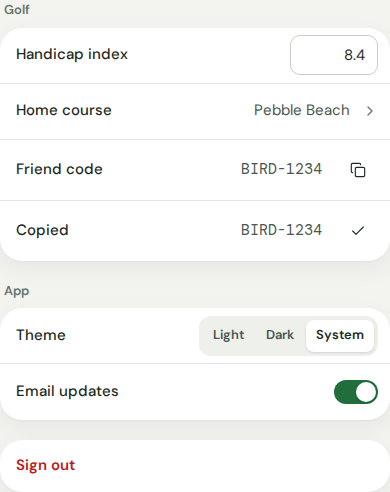 Golf
Handicap index 8.4
Home course Pebble Beach
Friend code BIRD-1234
Copied BIRD-1234
App
Theme Light Dark System
Email updates
Sign out